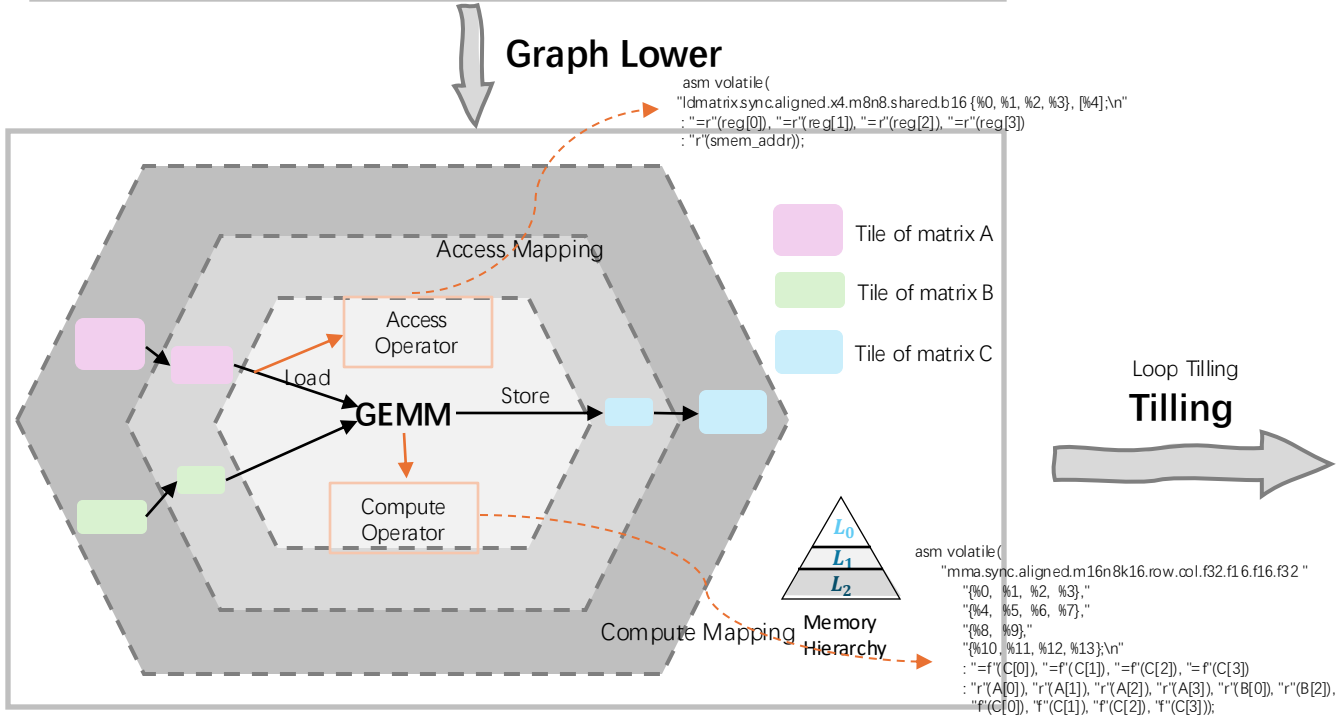 Graph Lower
asm volatile(
"ldmatrix.sync.aligned.x4.m8n8.shared.b16 {%0, %1, %2, %3}, [%4];\n"
: "=r"(reg[0]), "=r"(reg[1]), "=r"(reg[2]), "=r"(reg[3])
: "r"(smem_addr));
Access Mapping
Tile of matrix A
Tile of matrix B
Tile of matrix C
Access
Operator
Load
GEMM
Store
Compute
Operator
Compute Mapping
L0
L1
L2
Memory
Hierarchy
Loop Tilling
Tilling
asm volatile(
"mma.sync.aligned.m16n8k16.row.col.f32.f16.f16.f32 "
"{%0, %1, %2, %3},"
"{%4, %5, %6, %7},"
"{%8, %9},"
"{%10, %11, %12, %13};\n"
: "=f"(C[0]), "=f"(C[1]), "=f"(C[2]), "=f"(C[3])
: "r"(A[0]), "r"(A[1]), "r"(A[2]), "r"(A[3]), "r"(B[0]), "r"(B[2]),
"f"(C[0]), "f"(C[1]), "f"(C[2]), "f"(C[3]));